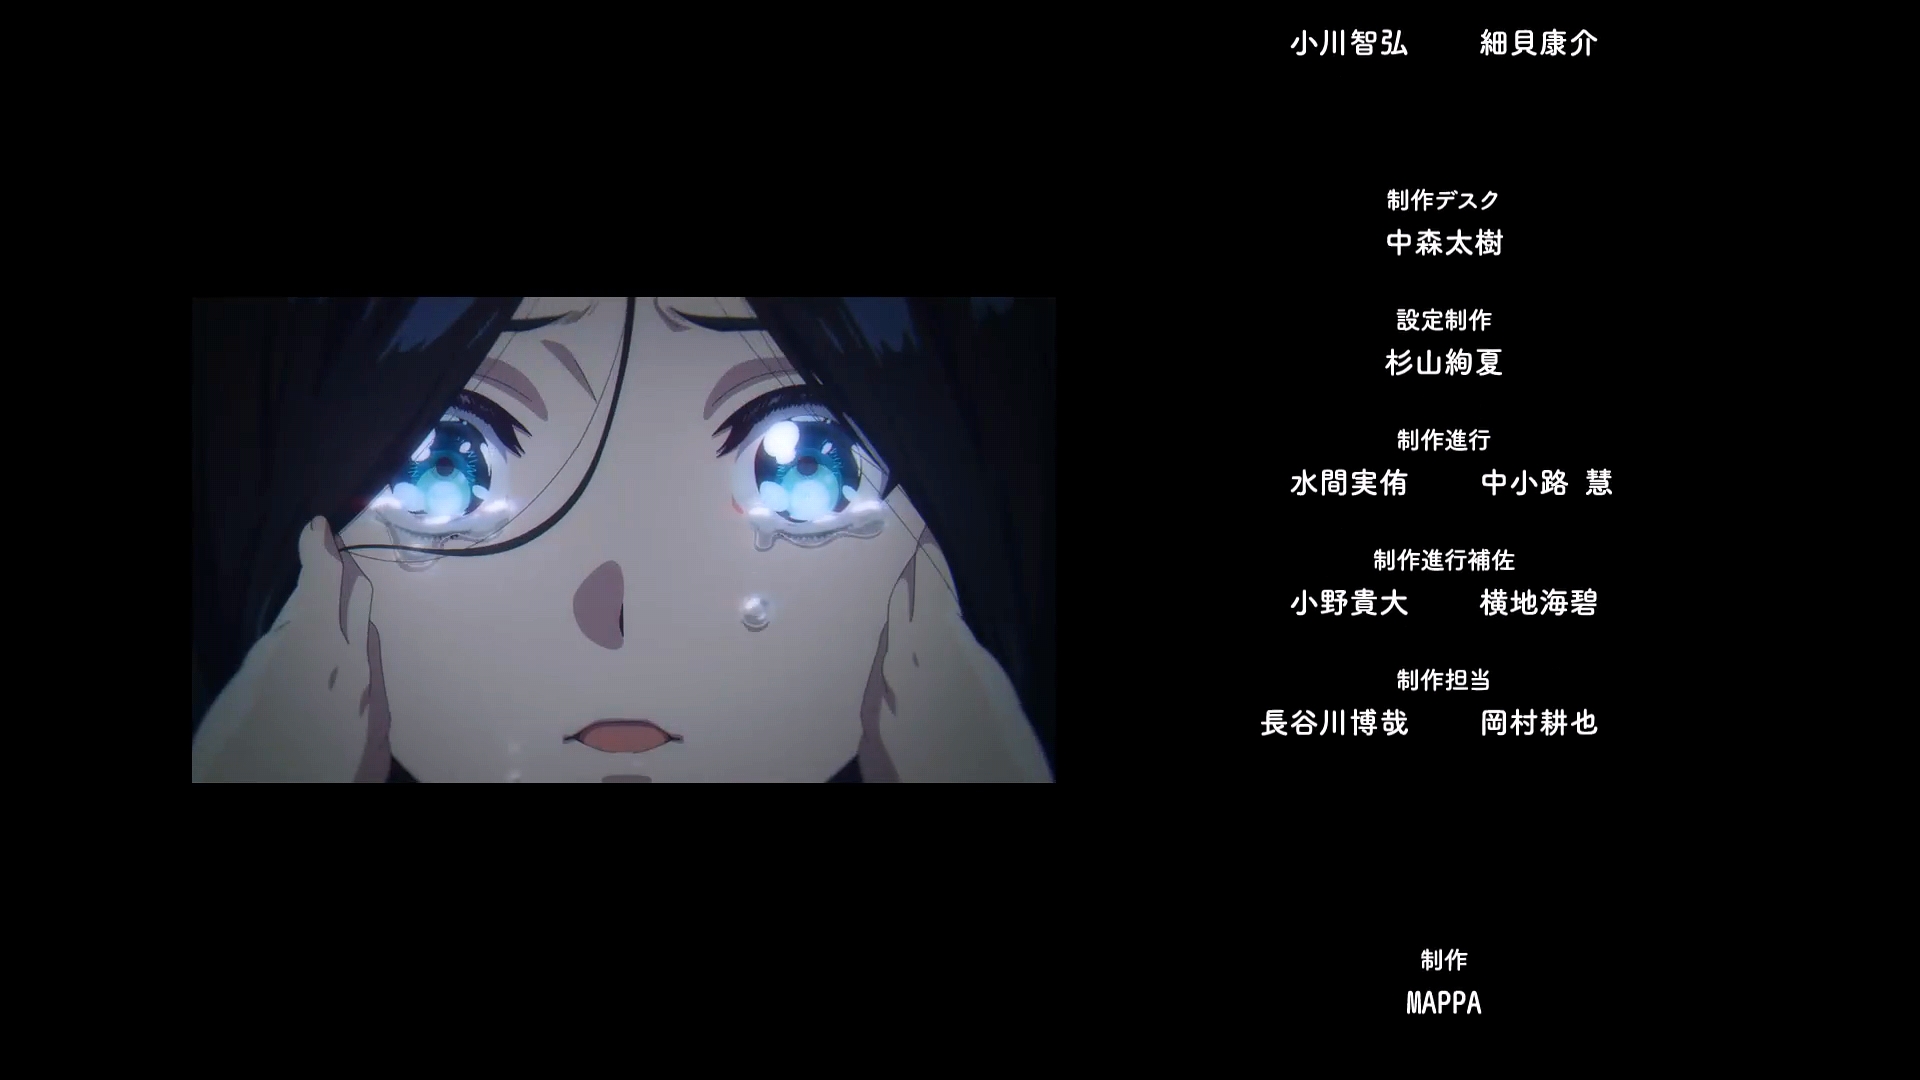 小川智弘 細貝康介
制作デスク
中森太樹
設定制作
杉山絢夏
制作進行
水間実侑 中小路 慧
制作進行補佐
小野貴大 横地海碧
制作担当
長谷川博哉 岡村耕也
制作
MAPPA